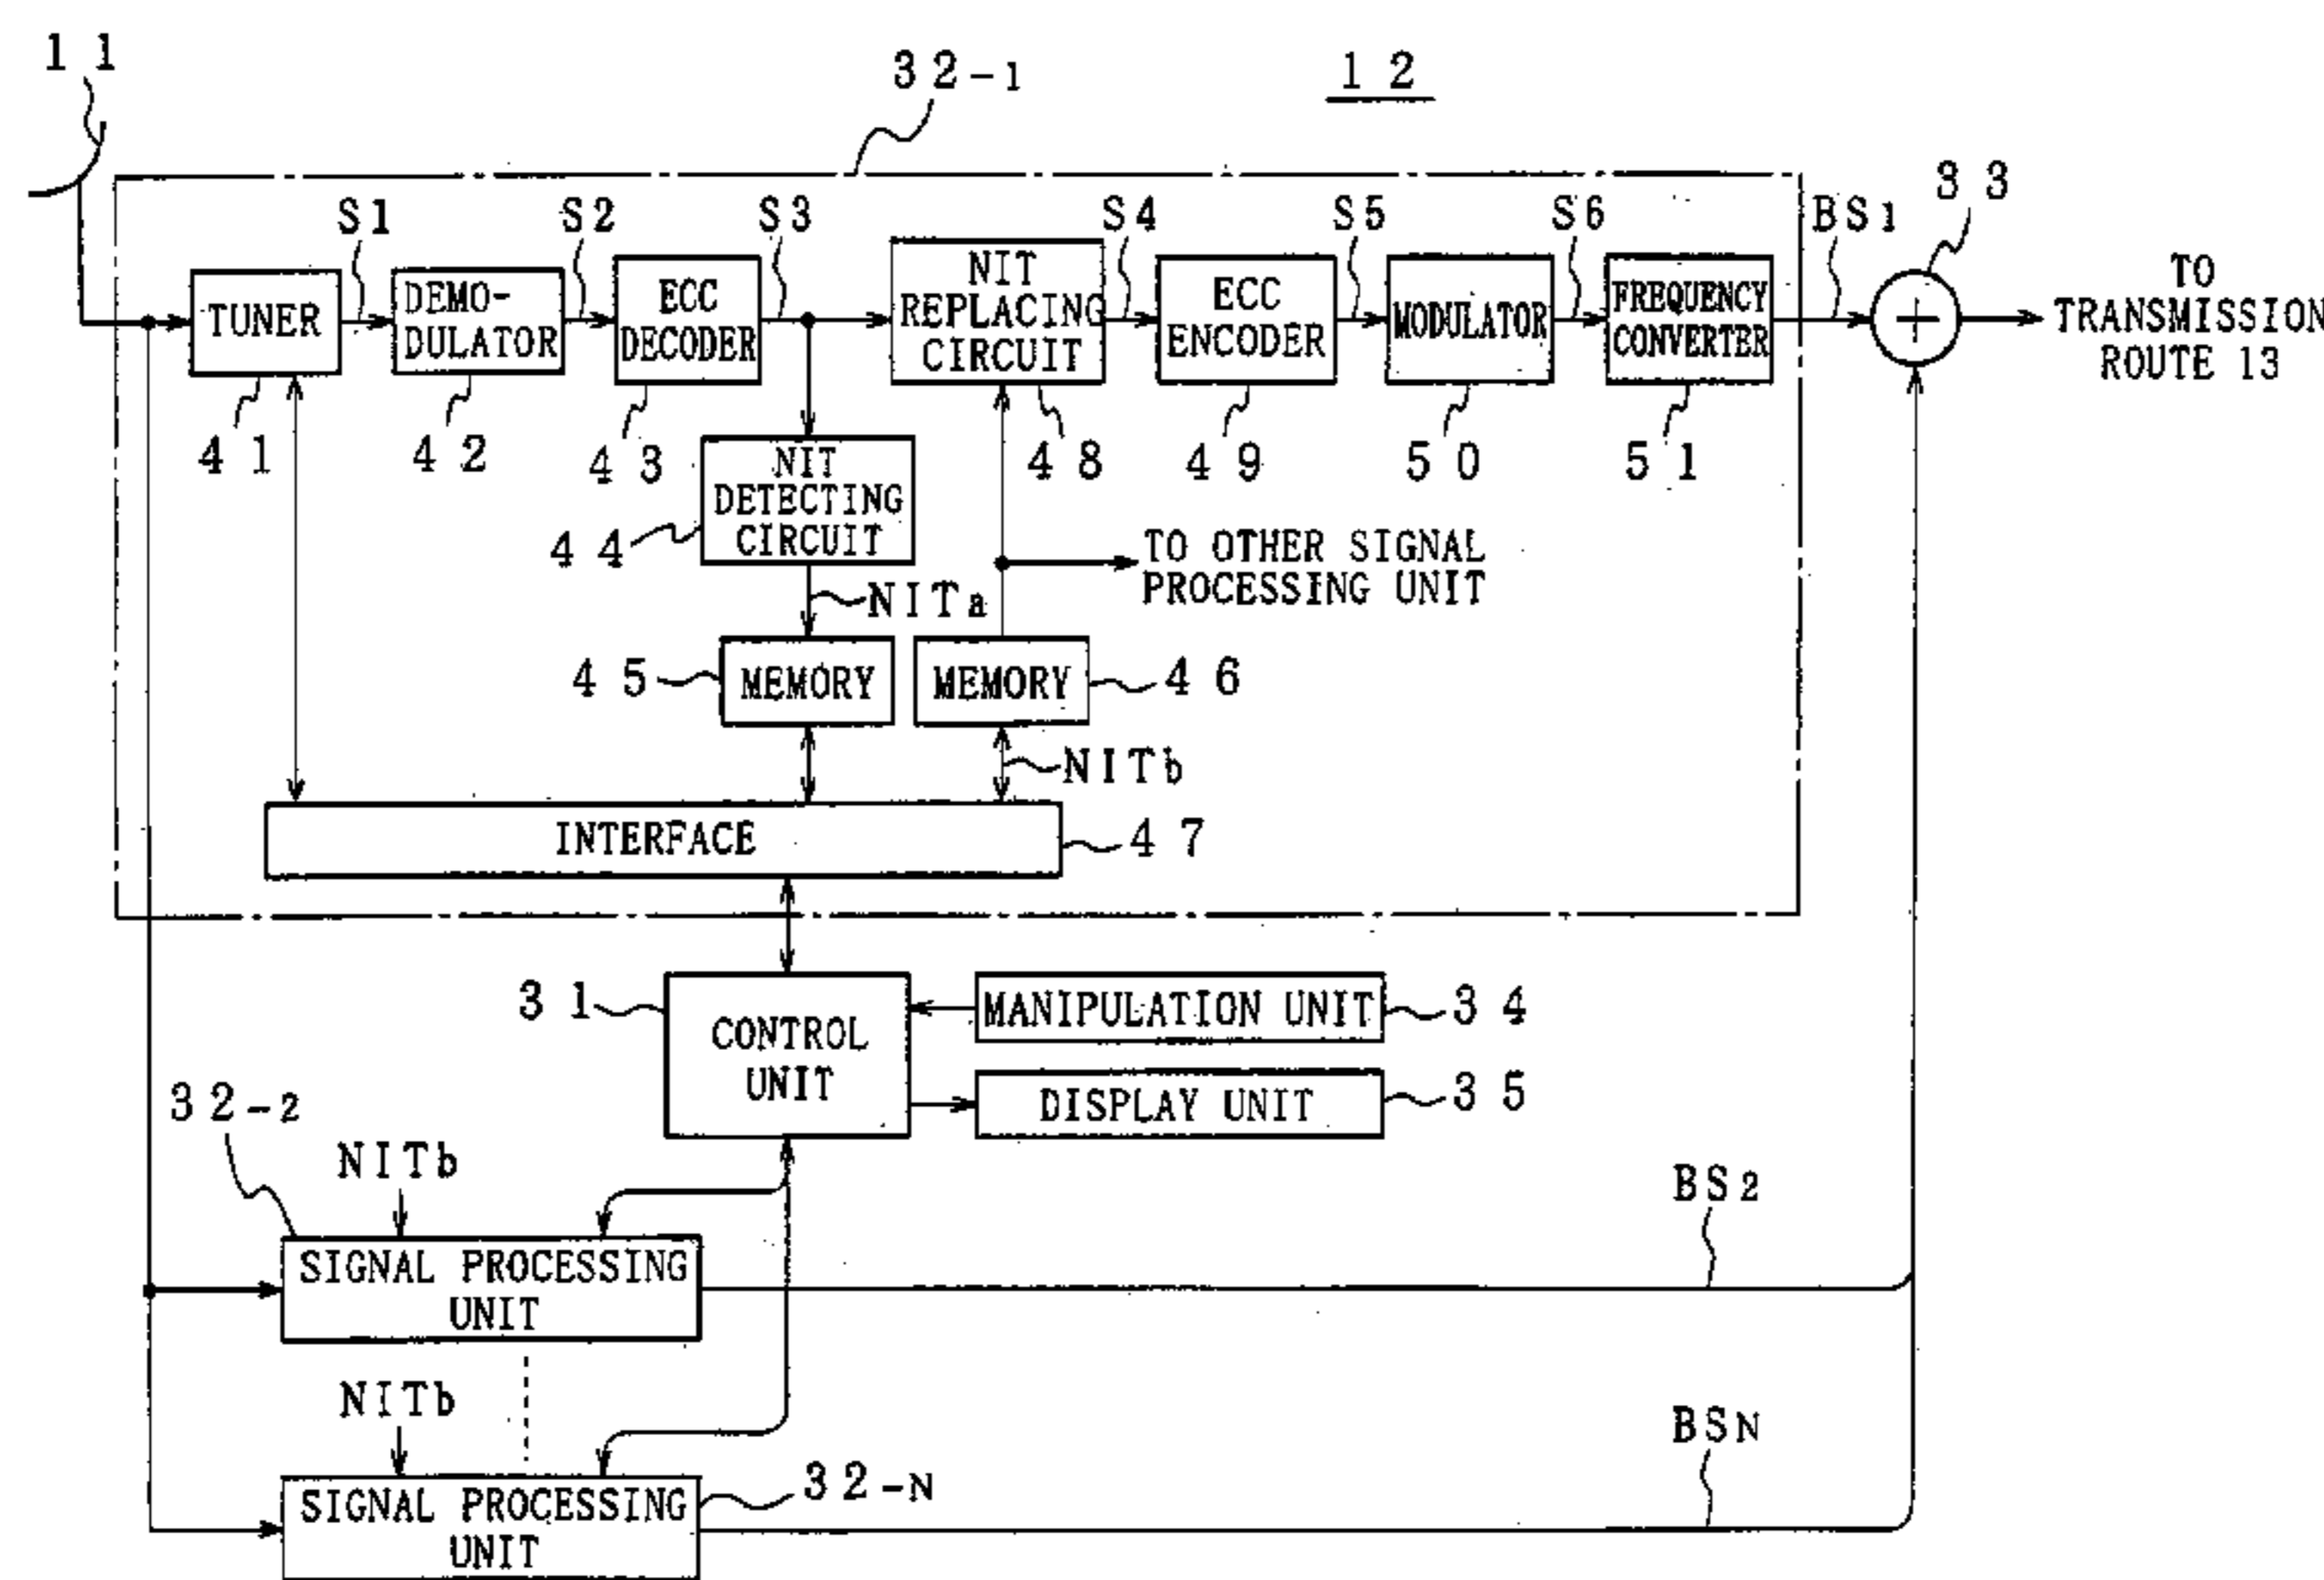 11
32-1
12
33
S1
S2
S3
S4
S5
S6
BS1
TUNER
DEMO-
DULATOR
ECC
DECODER
NIT
REPLACING
CIRCUIT
ECC
ENCODER
MODULATOR
FREQUENCY
CONVERTER
TO
TRANSMISSION
ROUTE 13
41
42
43
48
49
50
51
NIT
DETECTING
CIRCUIT
44
TO OTHER SIGNAL
PROCESSING UNIT
NITa
45
MEMORY
MEMORY
46
NITb
INTERFACE
47
31
CONTROL
UNIT
MANIPULATION UNIT
34
DISPLAY UNIT
35
32-2
NITb
BS2
SIGNAL PROCESSING
UNIT
NITb
BSN
32-N
SIGNAL PROCESSING
UNIT